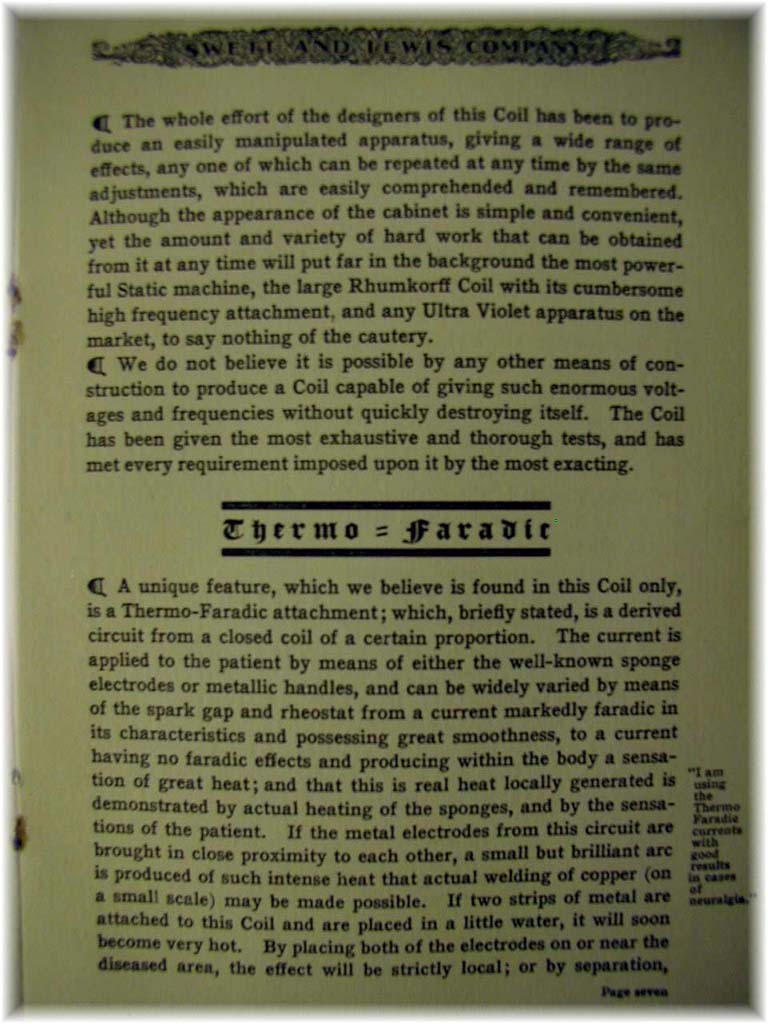 SWETT AND LEWIS COMPANY
¶ The whole effort of the designers of this Coil has been to pro-
duce an easily manipulated apparatus, giving a wide range of
effects, any one of which can be repeated at any time by the same
adjustments, which are easily comprehended and remembered.
Although the appearance of the cabinet is simple and convenient,
yet the amount and variety of hard work that can be obtained
from it at any time will put far in the background the most power-
ful Static machine, the large Rhumkorff Coil with its cumbersome
high frequency attachment, and any Ultra Violet apparatus on the
market, to say nothing of the cautery.
¶ We do not believe it is possible by any other means of con-
struction to produce a Coil capable of giving such enormous volt-
ages and frequencies without quickly destroying itself. The Coil
has been given the most exhaustive and thorough tests, and has
met every requirement imposed upon it by the most exacting.
Thermo = Faradic
¶ A unique feature, which we believe is found in this Coil only,
is a Thermo-Faradic attachment; which, briefly stated, is a derived
circuit from a closed coil of a certain proportion. The current is
applied to the patient by means of either the well-known sponge
electrodes or metallic handles, and can be widely varied by means
of the spark gap and rheostat from a current markedly faradic in
its characteristics and possessing great smoothness, to a current
having no faradic effects and producing within the body a sensa-
tion of great heat; and that this is real heat locally generated is
demonstrated by actual heating of the sponges, and by the sensa-
tions of the patient. If the metal electrodes from this circuit are
brought in close proximity to each other, a small but brilliant arc
is produced of such intense heat that actual welding of copper (on
a small scale) may be made possible. If two strips of metal are
attached to this Coil and are placed in a little water, it will soon
become very hot. By placing both of the electrodes on or near the
diseased area, the effect will be strictly local; or by separation,
"I am
using
the
Thermo
Faradic
currents
with
good
results
in cases
of
neuralgia."
Page seven